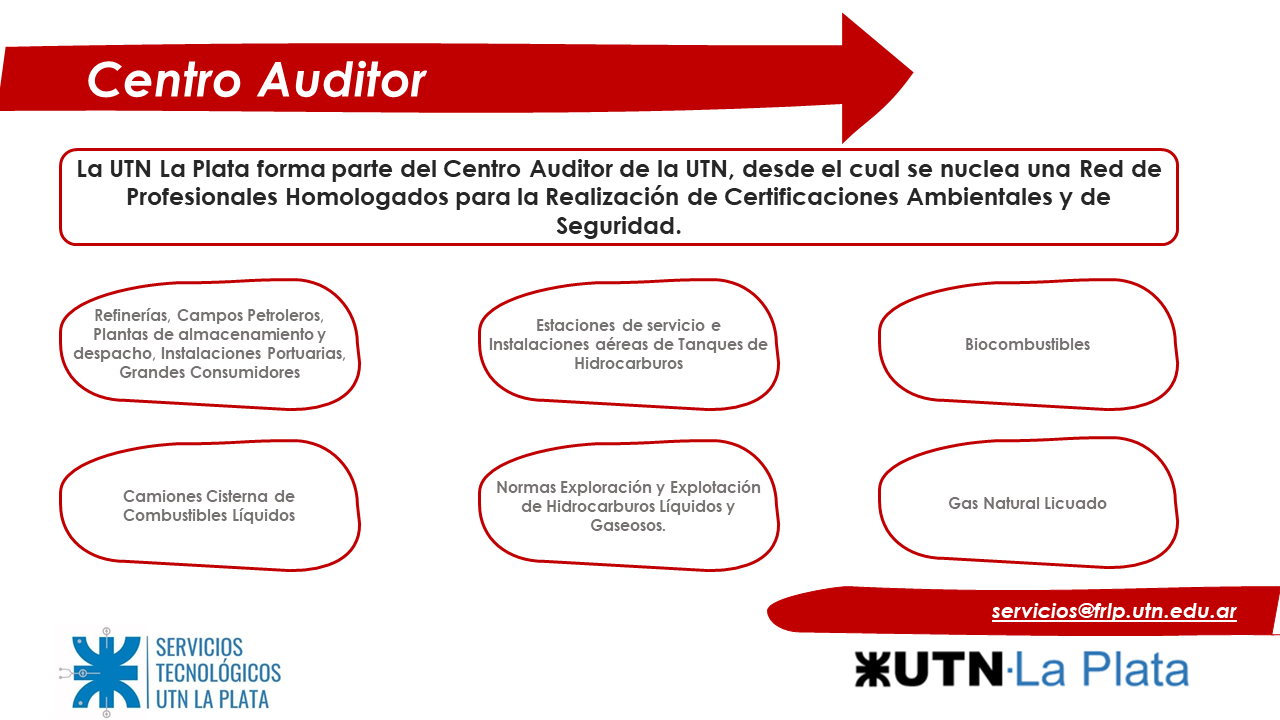 Centro Auditor
La UTN La Plata forma parte del Centro Auditor de la UTN, desde el cual se nuclea una Red de
Profesionales Homologados para la Realización de Certificaciones Ambientales y de
Seguridad.
Refinerías, Campos Petroleros,
Plantas de almacenamiento y
despacho, Instalaciones Portuarias,
Grandes Consumidores
Estaciones de servicio e
Instalaciones aéreas de Tanques de
Hidrocarburos
Biocombustibles
Camiones Cisterna de
Combustibles Líquidos
Normas Exploración y Explotación
de Hidrocarburos Líquidos y
Gaseosos.
Gas Natural Licuado
servicios@frlp.utn.edu.ar
SERVICIOS
TECNOLÓGICOS
UTN LA PLATA
UTN·La Plata